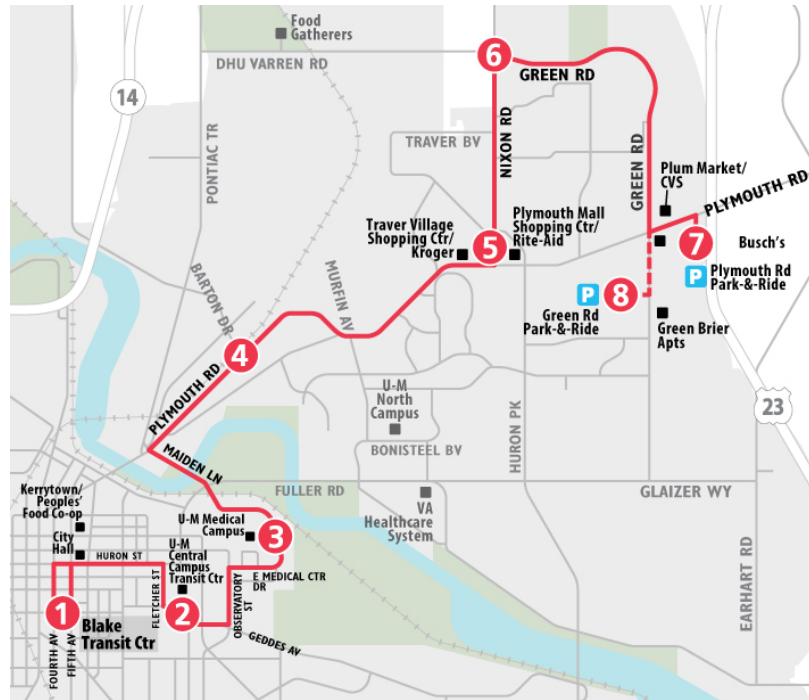 Food
Gatherers
6
DHU VARREN RD
GREEN RD
14
PONTIAC TR
TRAVER BV
NIXON RD
GREEN RD
Plum Market/
CVS
PLYMOUTH RD
Traver Village
Shopping Ctr/
Kroger
5
Plymouth Mall
Shopping Ctr/
Rite-Aid
7
Busch's
P
Plymouth Rd
Park-&-Ride
BARTON DR
MURFIN AV
P
8
Green Rd
Park-&-Ride
Green Brier
Apts
4
PLYMOUTH RD
U-M
North
Campus
HURON PK
23
MAIDEN LN
BONISTEEL BV
Kerrytown/
Peoples'
Food Co-op
FULLER RD
GLAIZER WY
VA
Healthcare
System
U-M Medical
Campus
3
City
Hall
HURON ST
U-M
Central
Campus
Transit Ctr
E MEDICAL CTR
DR
EARHART RD
FLETCHER ST
OBSERVATORY
ST
1
2
Blake
Transit Ctr
GEDDES AV
FOURTH AV
FIFTH AV